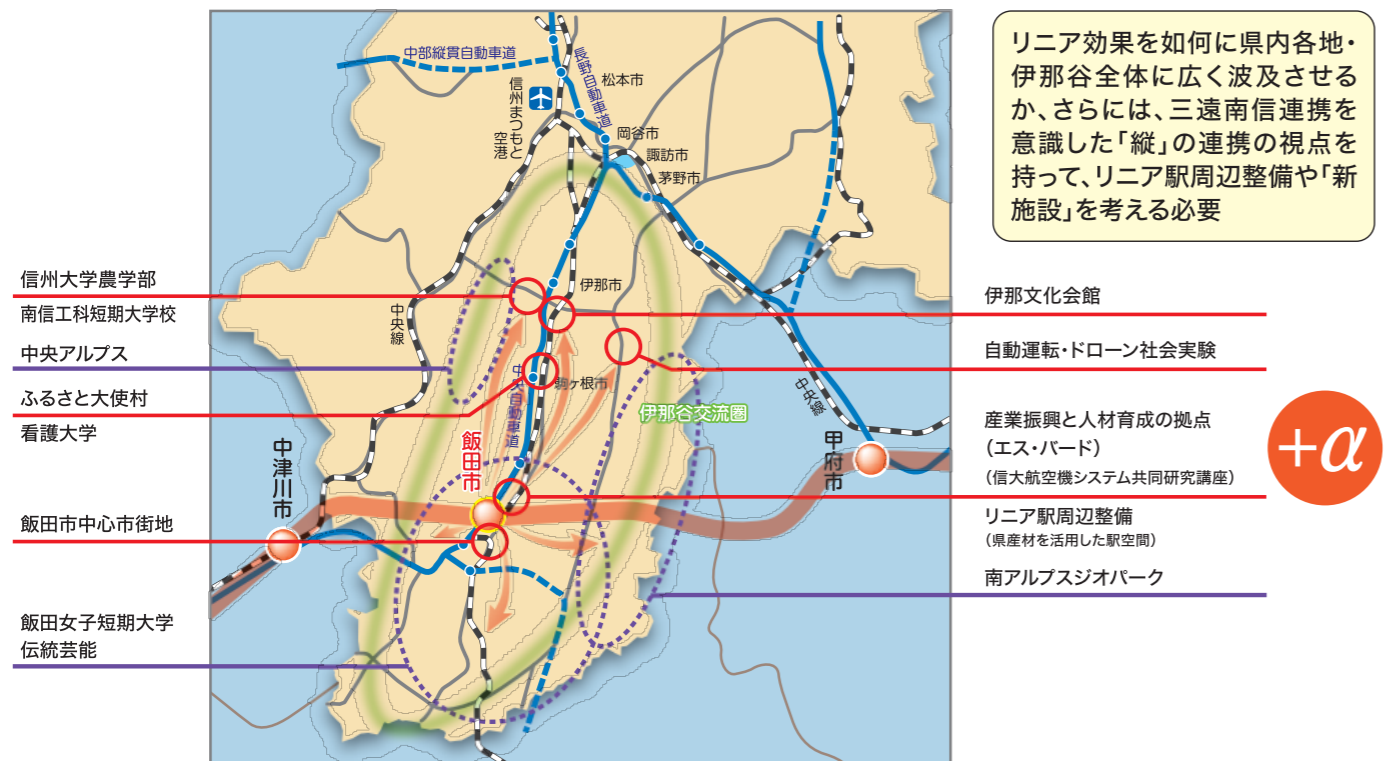 リニア効果を如何に県内各地・
伊那谷全体に広く波及させる
か、さらには、三遠南信連携を
意識した「縦」の連携の視点を
持って、リニア駅周辺整備や「新
施設」を考える必要
中部縦貫自動車道
長野自動車道
松本市
信州まつもと
空港
岡谷市
諏訪市
茅野市
信州大学農学部
南信工科短期大学校
中央アルプス
ふるさと大使村
看護大学
飯田市中心市街地
飯田女子短期大学
伝統芸能
中央線
伊那市
中央自動車道
駒ヶ根市
伊那谷交流圏
中央線
飯田市
中津川市
甲府市
伊那文化会館
自動運転・ドローン社会実験
産業振興と人材育成の拠点
（エス・バード）
（信大航空機システム共同研究講座）
リニア駅周辺整備
（県産材を活用した駅空間）
南アルプスジオパーク
+α